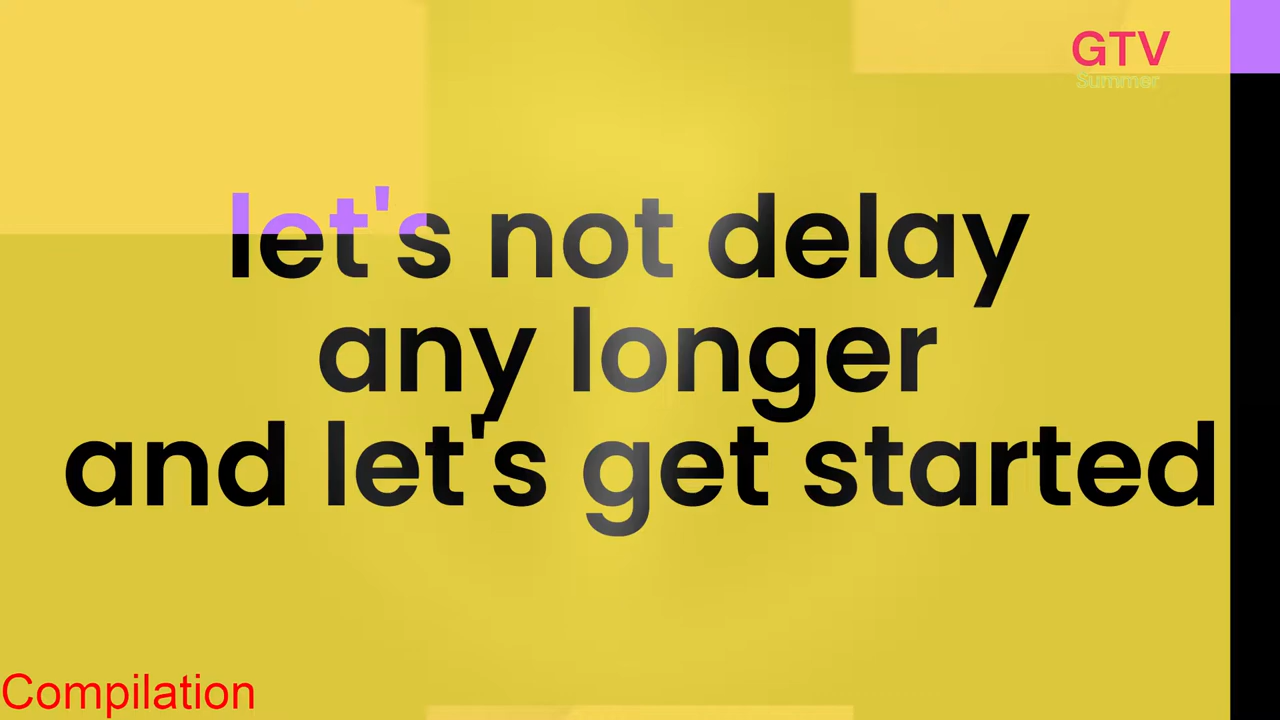 GTV
Summer
let's not delay
any longer
and let's get started
Compilation